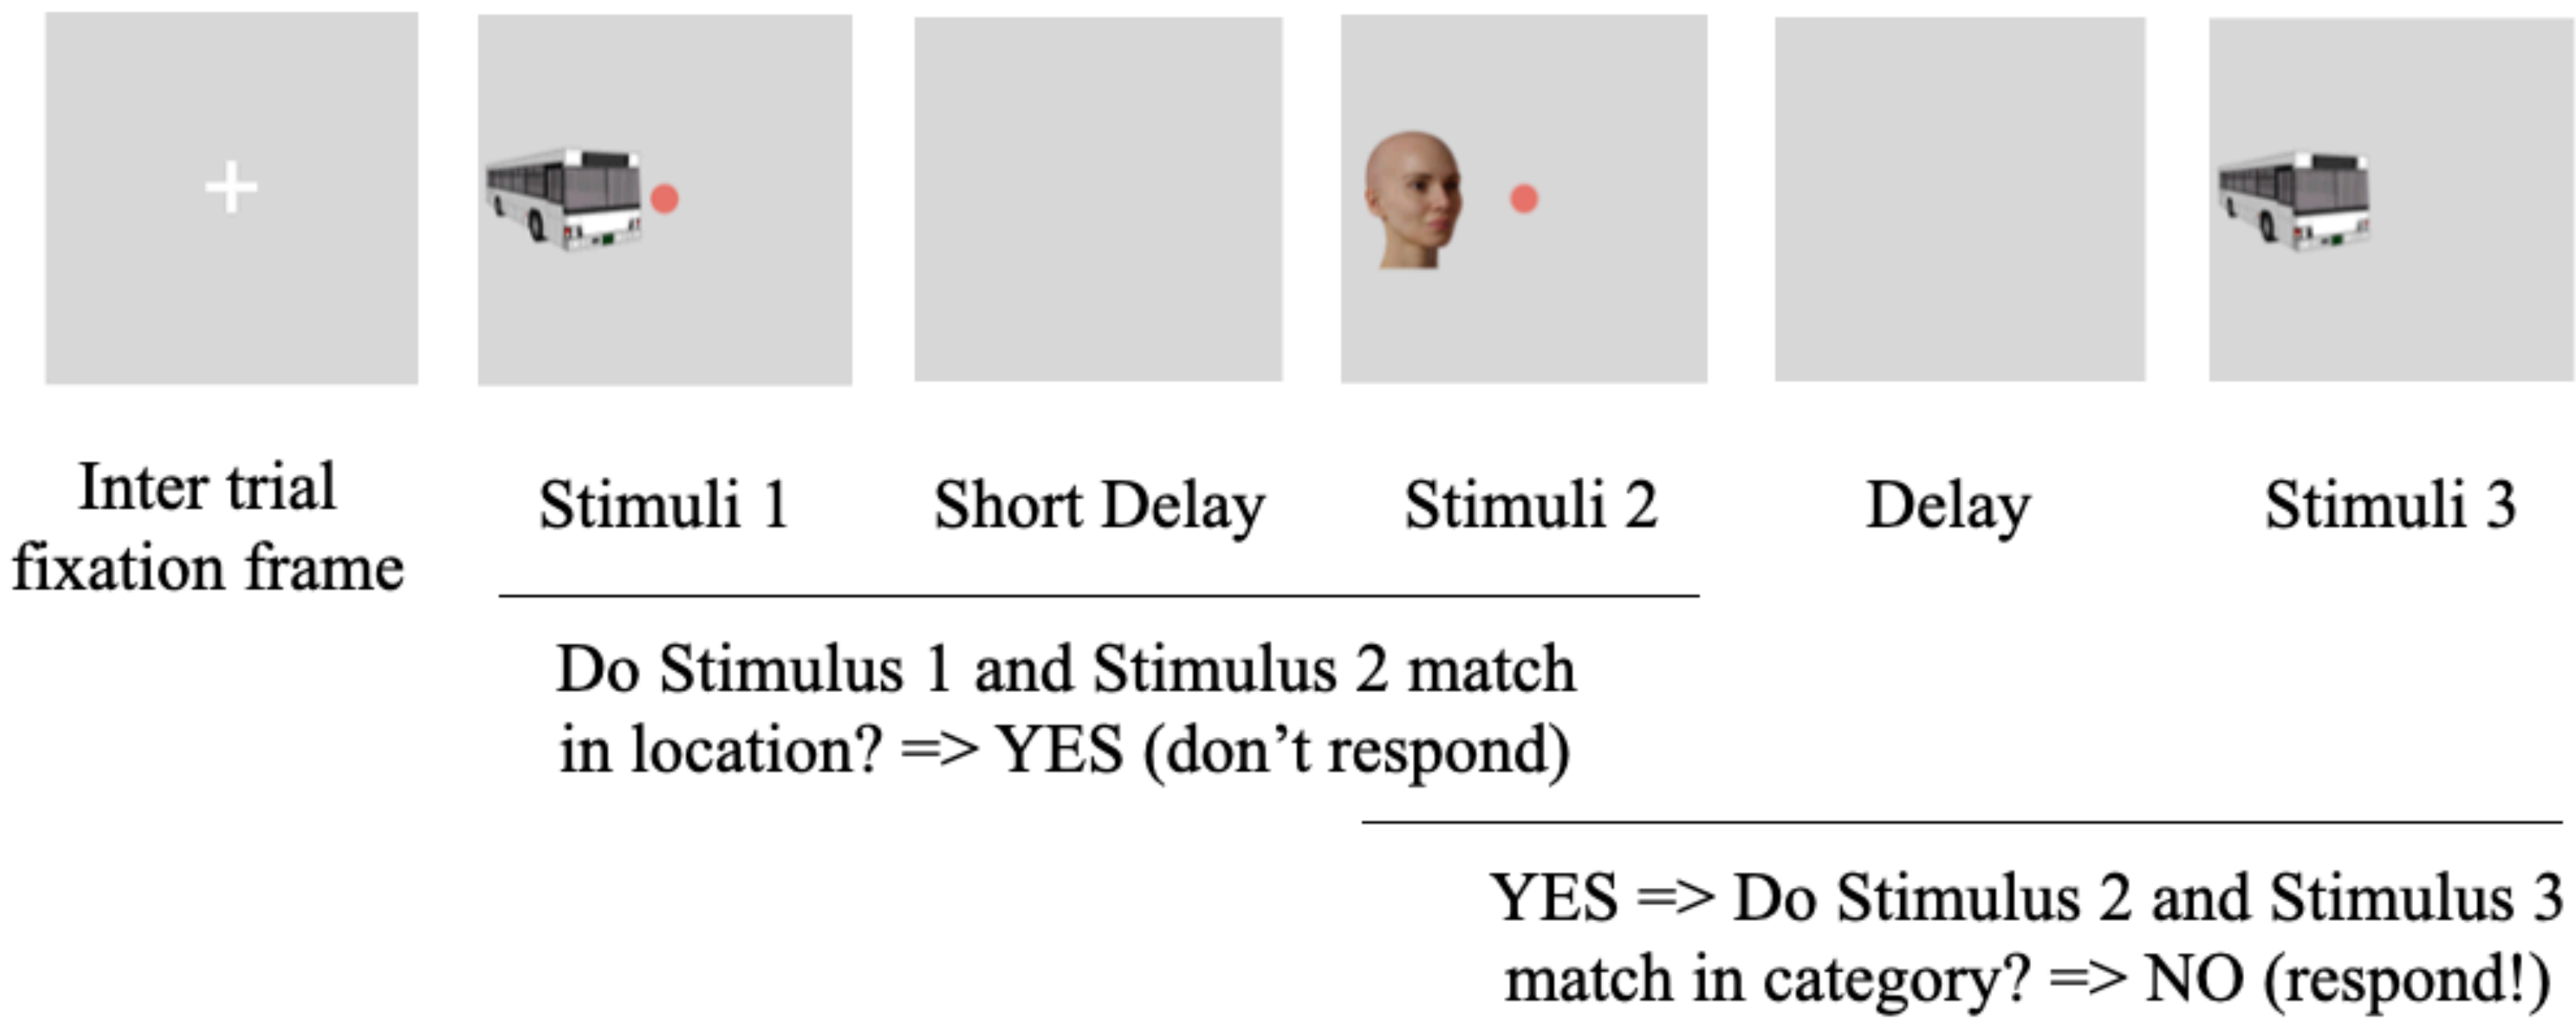 Inter trial
fixation frame
Stimuli 1
Short Delay
Stimuli 2
Delay
Stimuli 3
Do Stimulus 1 and Stimulus 2 match
in location? => YES (don’t respond)
YES => Do Stimulus 2 and Stimulus 3
match in category? => NO (respond!)